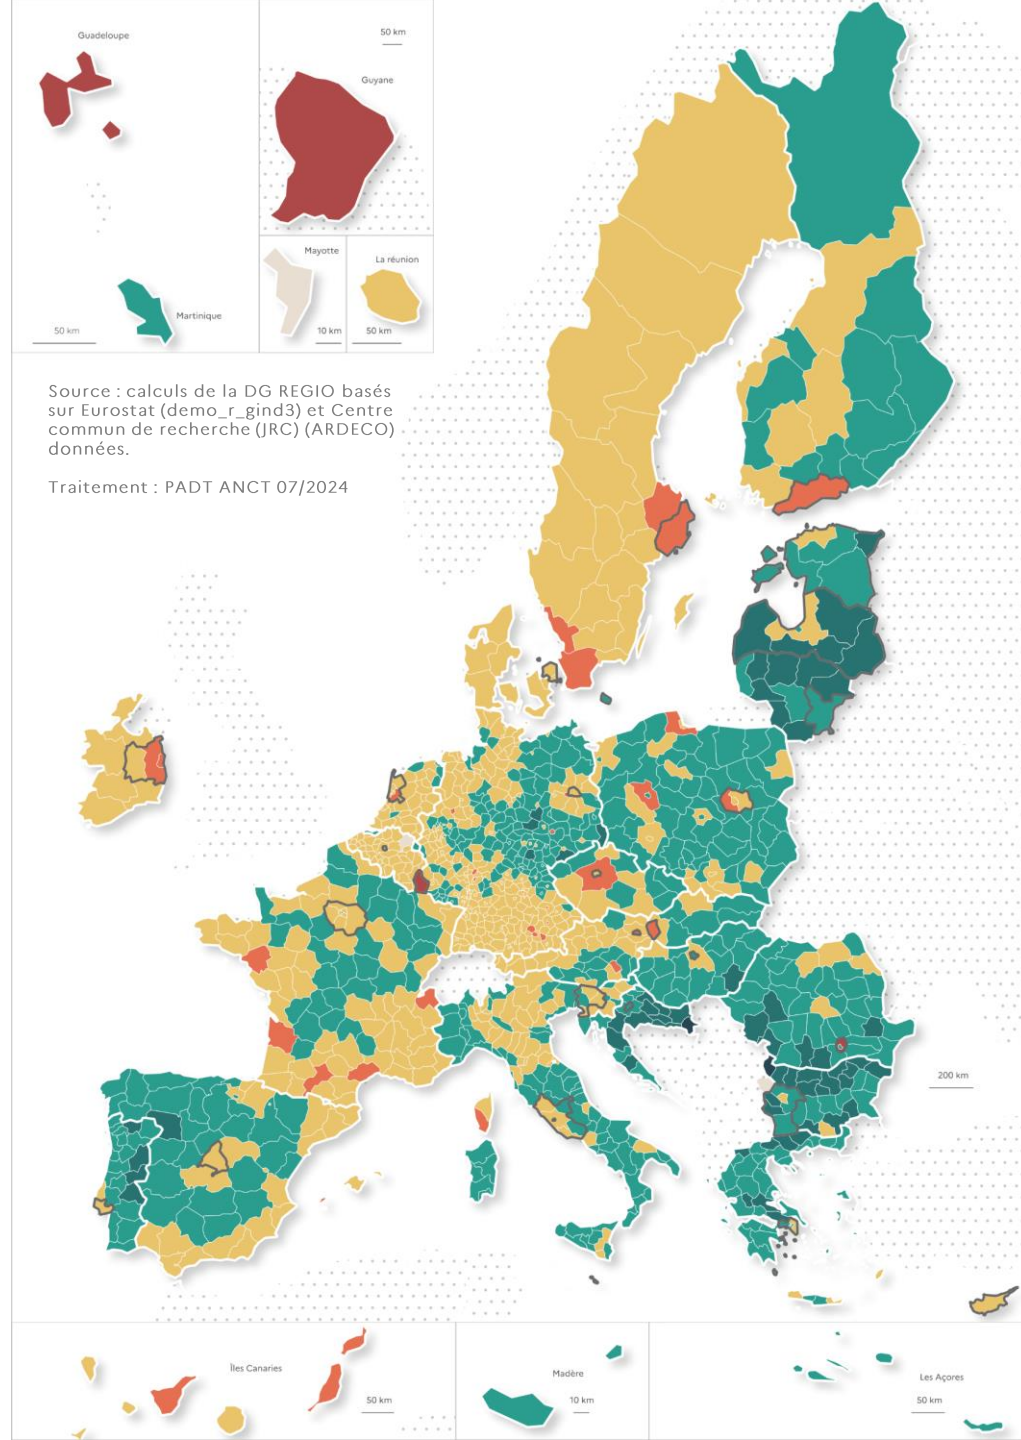 Guadeloupe
50 km
Guyane
Mayotte
La réunion
Martinique
50 km
10 km
50 km
Source : calculs de la DG REGIO basés
sur Eurostat (demo_r_gind3) et Centre
commun de recherche (JRC) (ARDECO)
données.
Traitement : PADT ANCT 07/2024
200 km
Îles Canaries
50 km
Madère
10 km
Les Açores
50 km